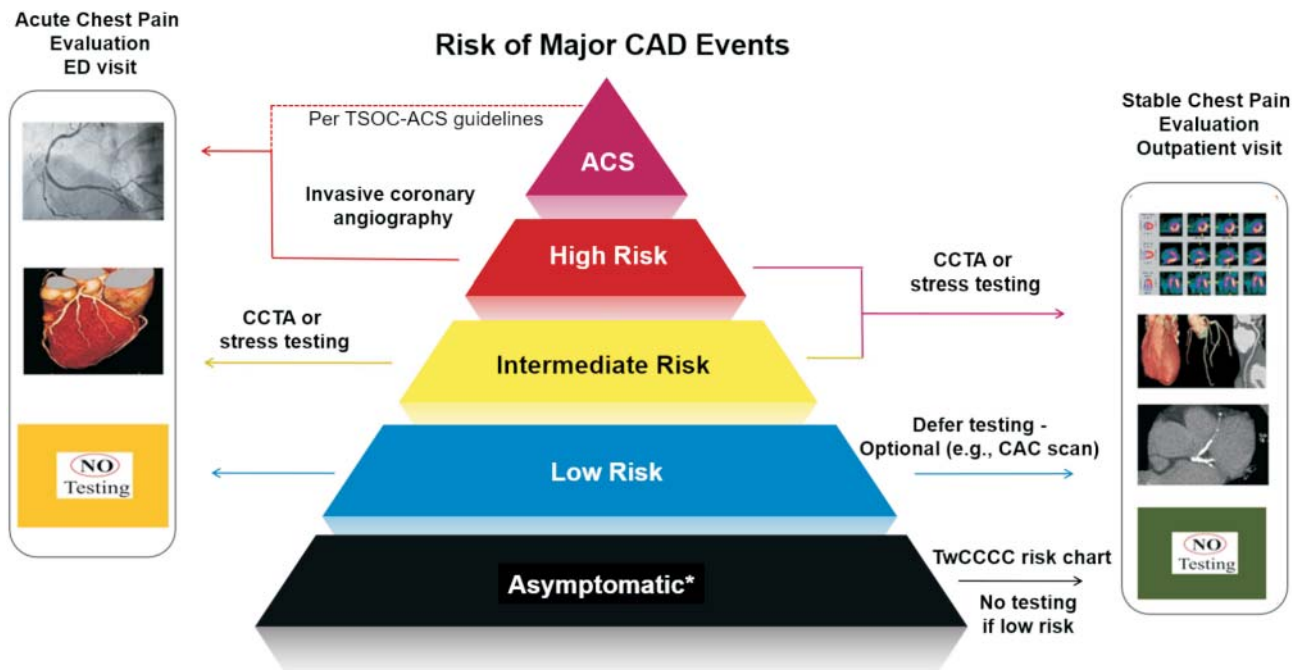 Acute Chest Pain
Evaluation
ED visit
Risk of Major CAD Events
Stable Chest Pain
Evaluation
Outpatient visit
Per TSOC-ACS guidelines
ACS
Invasive coronary
angiography
High Risk
CCTA or
stress testing
CCTA or
stress testing
Intermediate Risk
Defer testing -
Optional (e.g., CAC scan)
NO
Testing
Low Risk
TwCCCC risk chart
NO
Testing
Asymptomatic*
No testing
if low risk